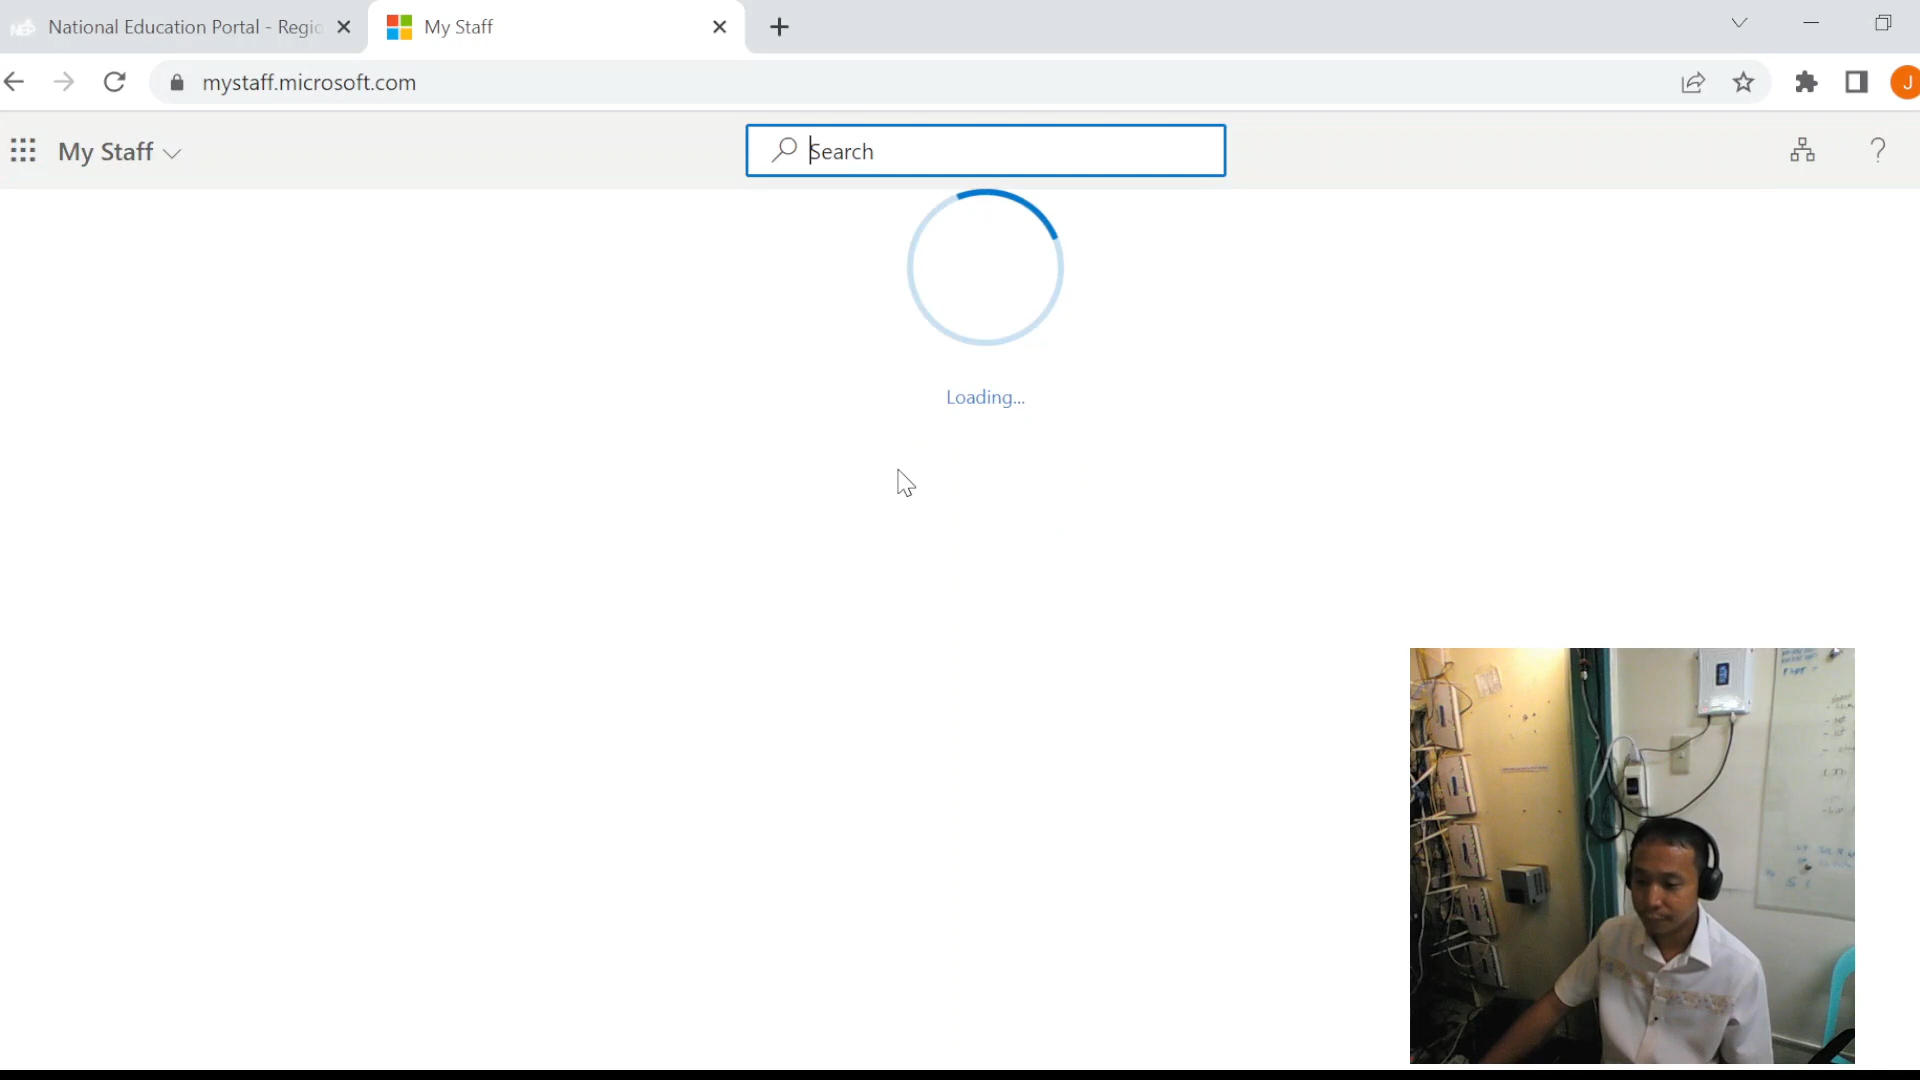 National Education Portal - Regio
My Staff
mystaff.microsoft.com
J
My Staff
Search
?
Loading...